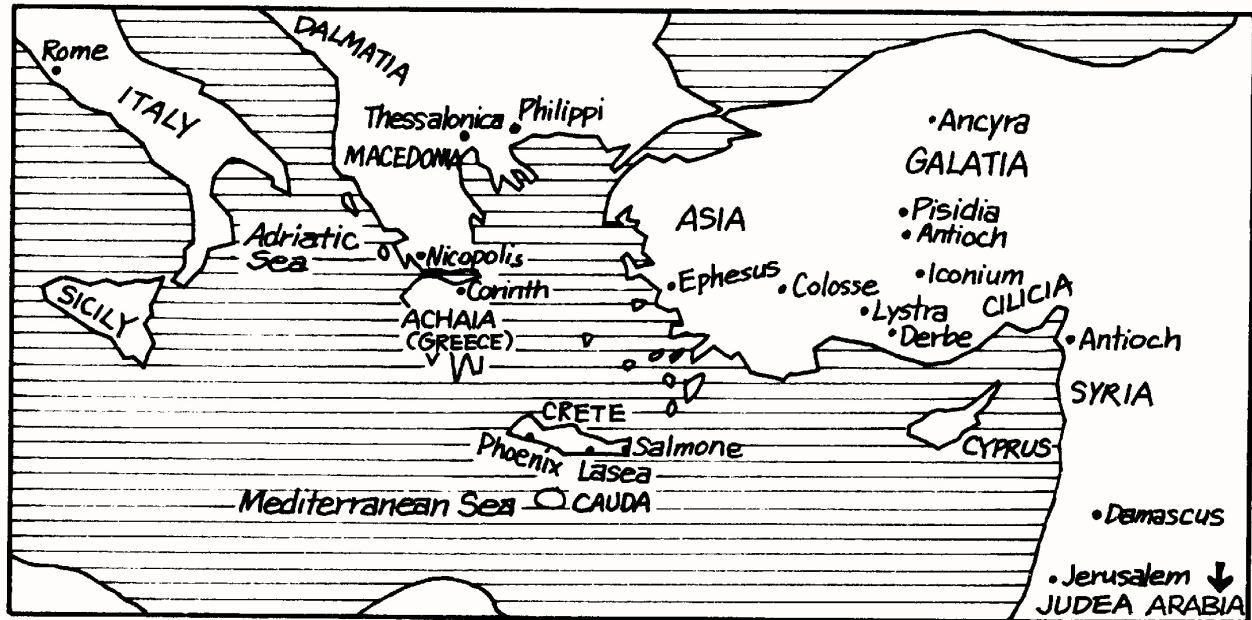 DALMATIA
Rome
ITALY
Thessalonica
Philippi
MACEDONIA
Ancyra
GALATIA
ASIA
Pisidia
Antioch
Adriatic
Sea
Nicopolis
Corinth
Ephesus
Colosse
Iconium
CILICIA
SICILY
ACHAIA
(GREECE)
Lystra
Derbe
Antioch
SYRIA
CRETE
Phoenix
Lasea
Salmone
CYPRUS
Mediterranean Sea
CAUDA
Damascus
Jerusalem
JUDEA ARABIA